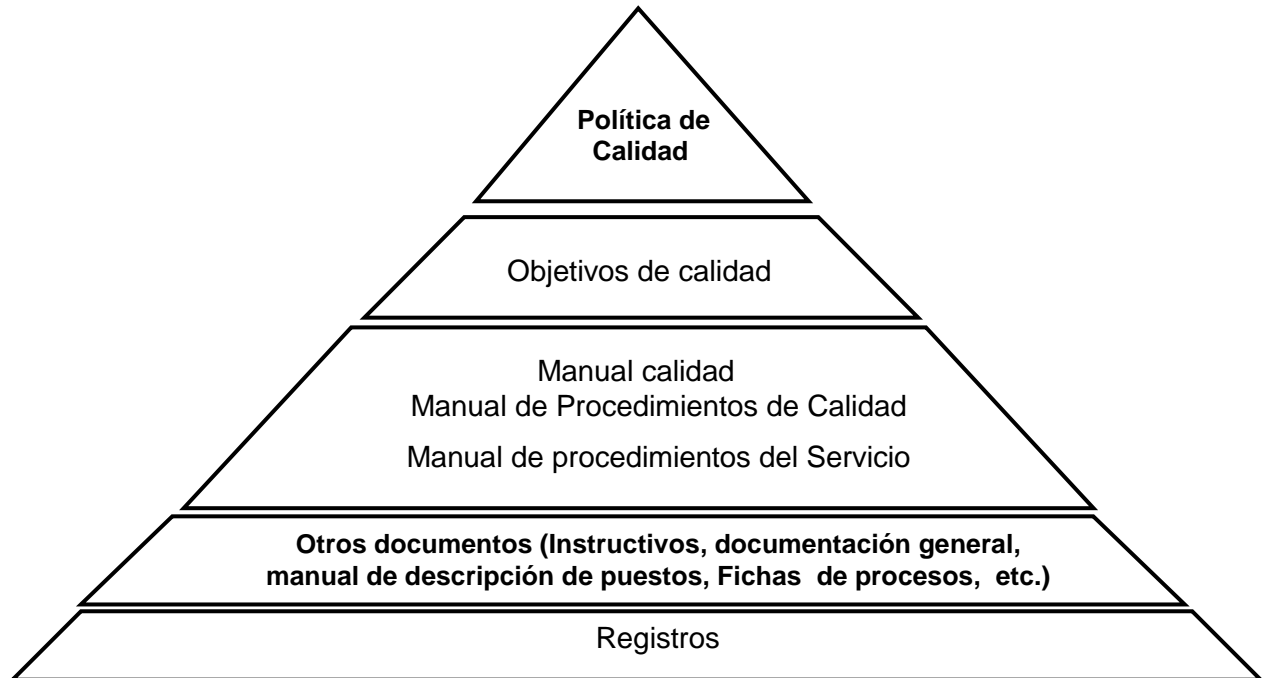 Política de
Calidad
Objetivos de calidad
Manual calidad
Manual de Procedimientos de Calidad
Manual de procedimientos del Servicio
Otros documentos (Instructivos, documentación general,
manual de descripción de puestos, Fichas de procesos, etc.)
Registros